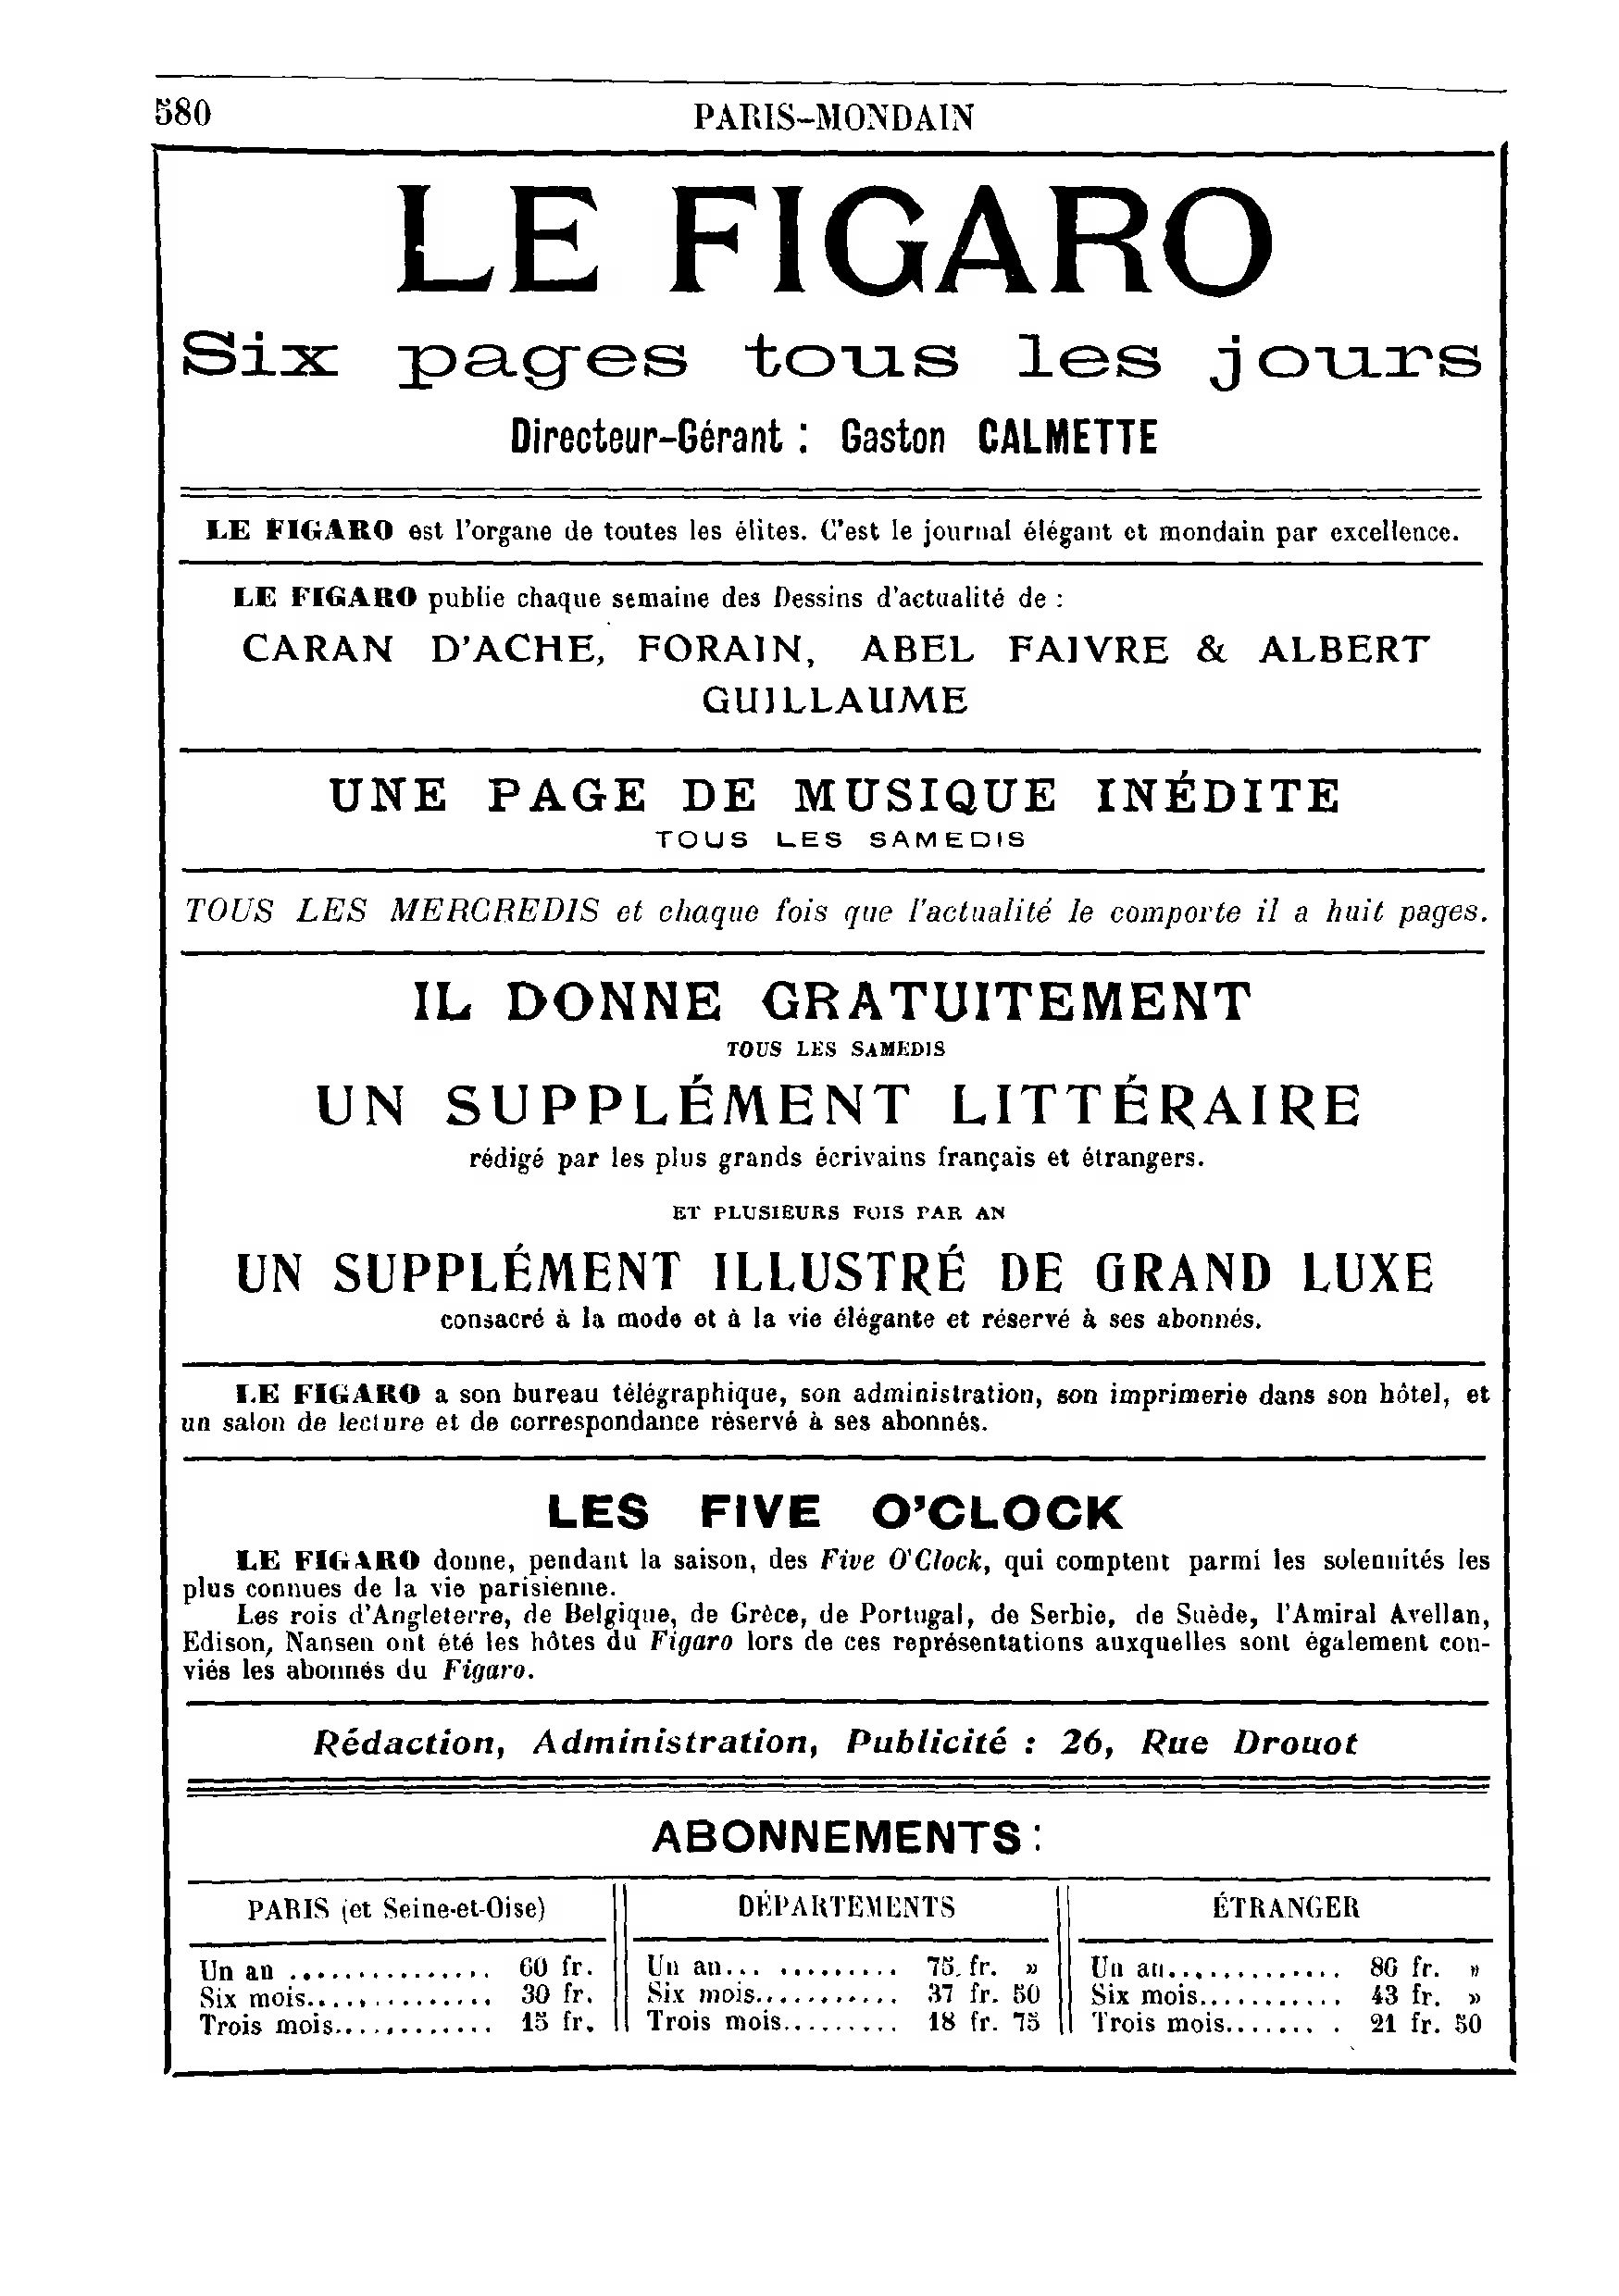 580
PARIS-MONDAIN
LE FIGARO
Six pages tous les jours
Directeur-Gérant : Gaston CALMETTE
LE FIGARO est l'organe de toutes les élites. C'est le journal élégant et mondain par excellence.
LE FIGARO publie chaque semaine des Dessins d'actualité de :
CARAN D'ACHE, FORAIN, ABEL FAIVRE & ALBERT
GUILLAUME
UNE PAGE DE MUSIQUE INÉDITE
TOUS LES SAMEDIS
TOUS LES MERCREDIS et chaque fois que l'actualité le comporte il a huit pages.
IL DONNE GRATUITEMENT
TOUS LES SAMEDIS
UN SUPPLÉMENT LITTÉRAIRE
rédigé par les plus grands écrivains français et étrangers.
ET PLUSIEURS FOIS PAR AN
UN SUPPLÉMENT ILLUSTRÉ DE GRAND LUXE
consacré à la mode et à la vie élégante et réservé à ses abonnés.
LE FIGARO a son bureau télégraphique, son administration, son imprimerie dans son hôtel, et
un salon de lecture et de correspondance réservé à ses abonnés.
LES FIVE O'CLOCK
LE FIGARO donne, pendant la saison, des Five O'Clock, qui comptent parmi les solennités les
plus connues de la vie parisienne.
Les rois d'Angleterre, de Belgique, de Grèce, de Portugal, de Serbie, de Suède, l'Amiral Avellan,
Edison, Nansen ont été les hôtes du Figaro lors de ces représentations auxquelles sont également con-
viés les abonnés du Figaro.
Rédaction, Administration, Publicité : 26, Rue Drouot
ABONNEMENTS :
PARIS (et Seine-et-Oise)
Un an ............... 60 fr.
Six mois.............. 30 fr.
Trois mois............ 15 fr.
DÉPARTEMENTS
Un an... ......... 75. fr. »
Six mois........... 37 fr. 50
Trois mois......... 18 fr. 75
ÉTRANGER
Un an............. 86 fr. »
Six mois........... 43 fr. »
Trois mois....... . 21 fr. 50